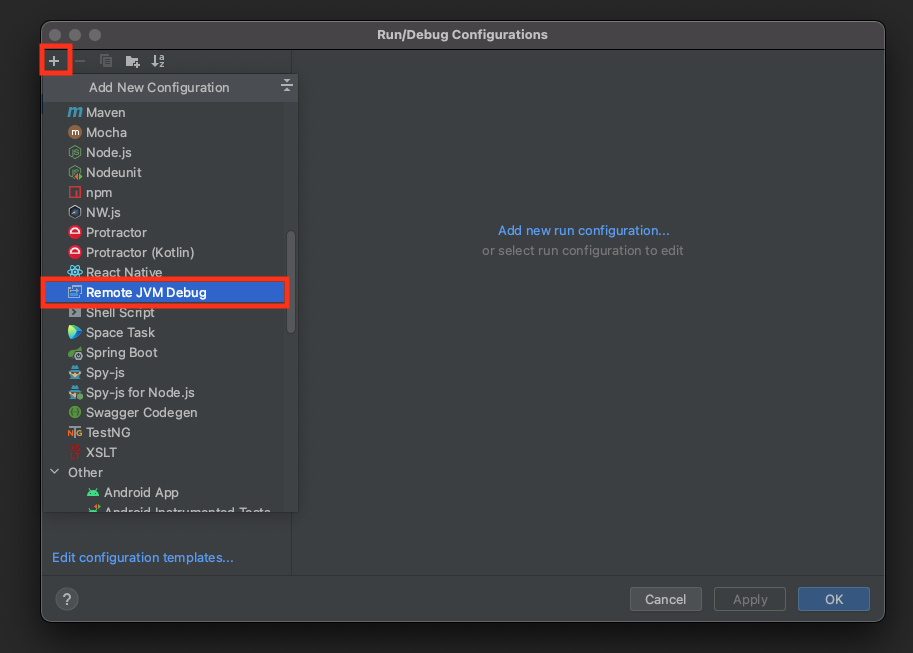 Run/Debug Configurations
Add New Configuration
Maven
Mocha
Node.js
Nodeunit
npm
NW.js
Protractor
Protractor (Kotlin)
React Native
Remote JVM Debug
Shell Script
Space Task
Spring Boot
Spy-js
Spy-js for Node.js
Swagger Codegen
TestNG
XSLT
Other
Android App
Android Instrumented Tests
Add new run configuration...
or select run configuration to edit
Edit configuration templates...
?
Cancel
Apply
OK